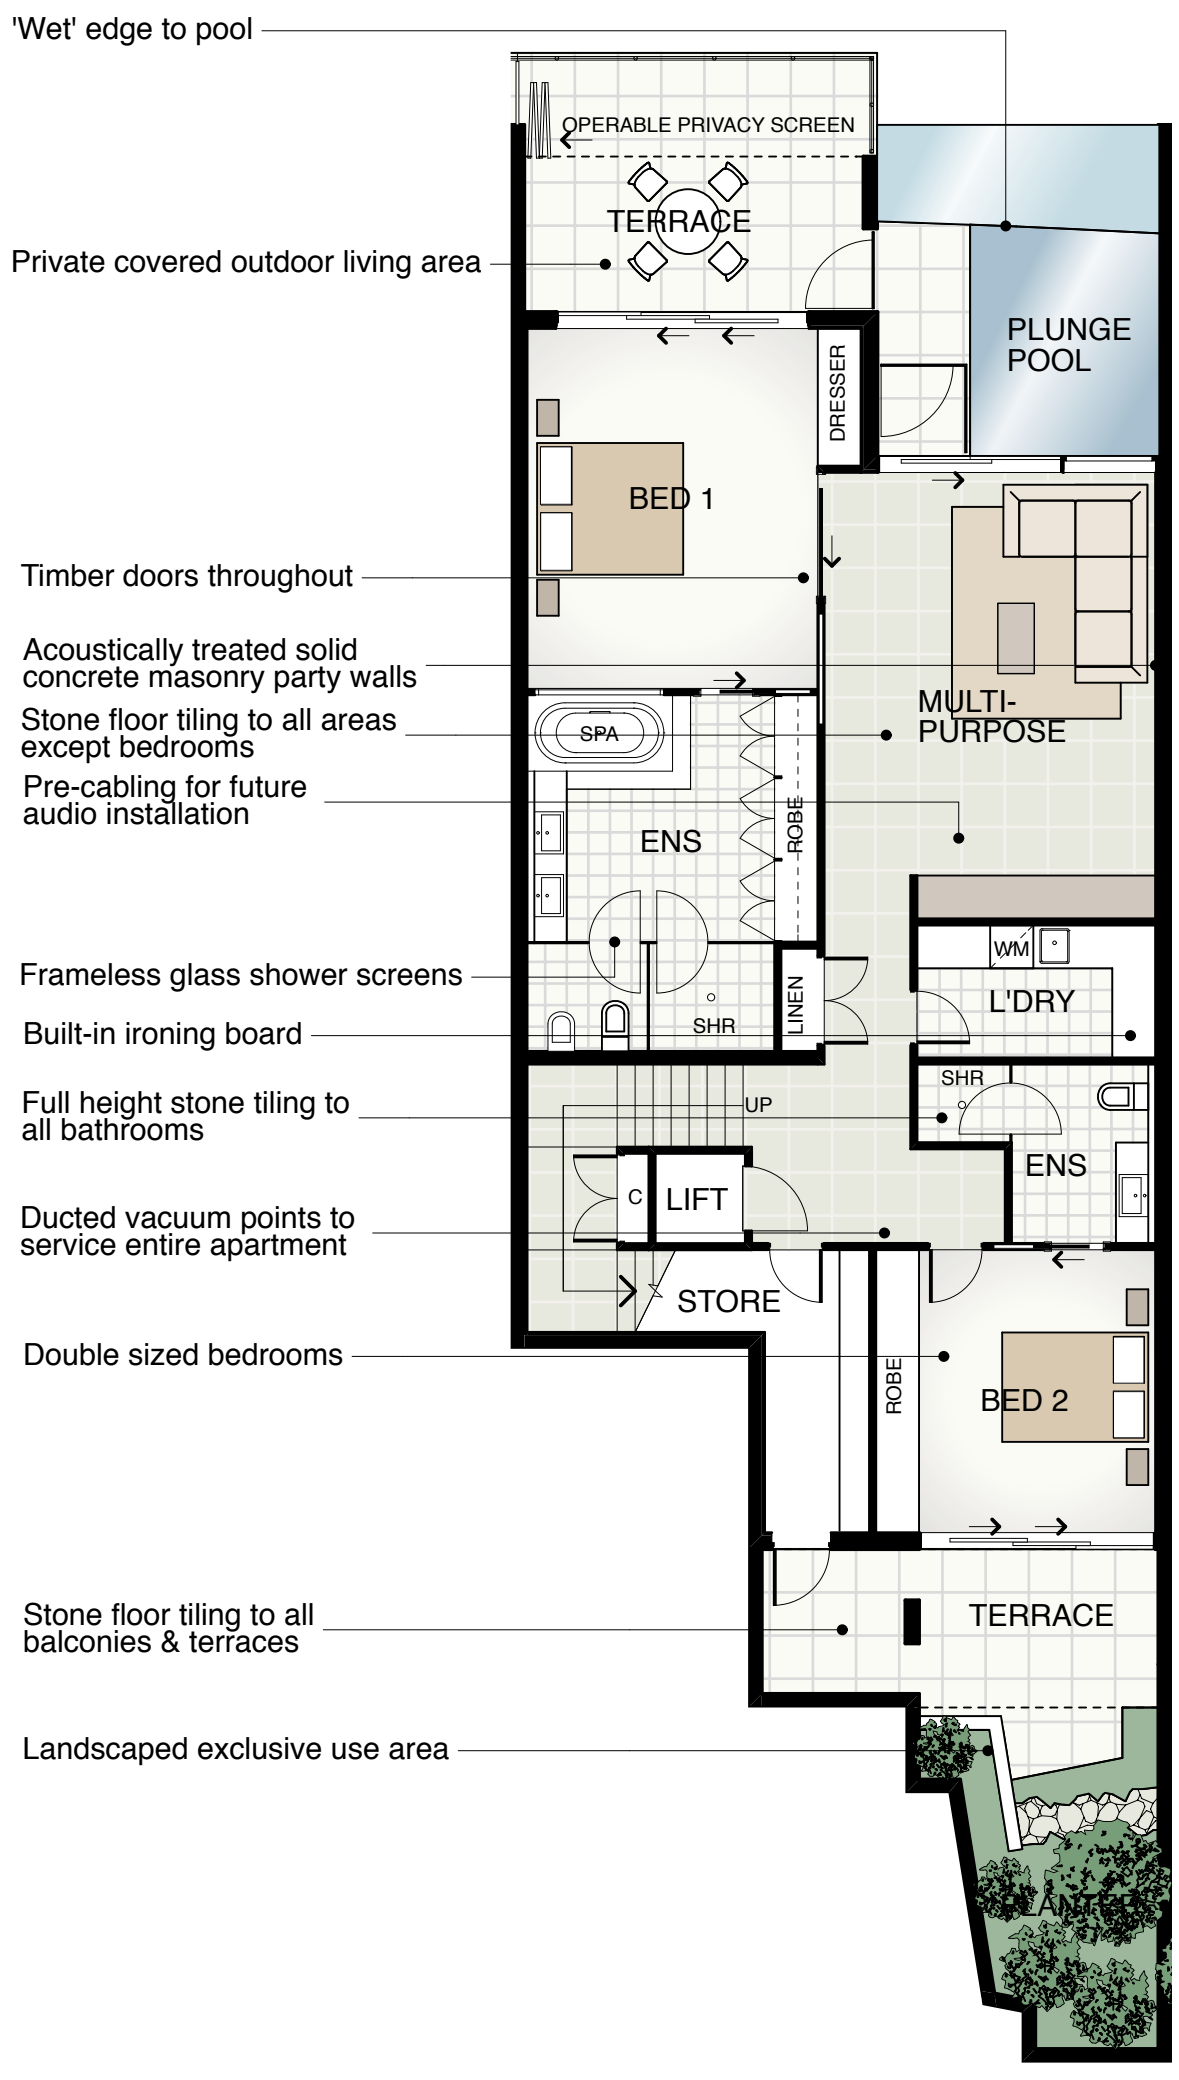 'Wet' edge to pool
OPERABLE PRIVACY SCREEN
TERRACE
Private covered outdoor living area
PLUNGE
POOL
DRESSER
BED 1
Timber doors throughout
Acoustically treated solid
concrete masonry party walls
MULTI-
PURPOSE
Stone floor tiling to all areas
except bedrooms
SPA
Pre-cabling for future
audio installation
ROBE
ENS
Frameless glass shower screens
WM
L'DRY
LINEN
SHR
Built-in ironing board
SHR
Full height stone tiling to
all bathrooms
UP
ENS
C
LIFT
Ducted vacuum points to
service entire apartment
STORE
Double sized bedrooms
ROBE
BED 2
Stone floor tiling to all
balconies & terraces
TERRACE
Landscaped exclusive use area
PLANTER